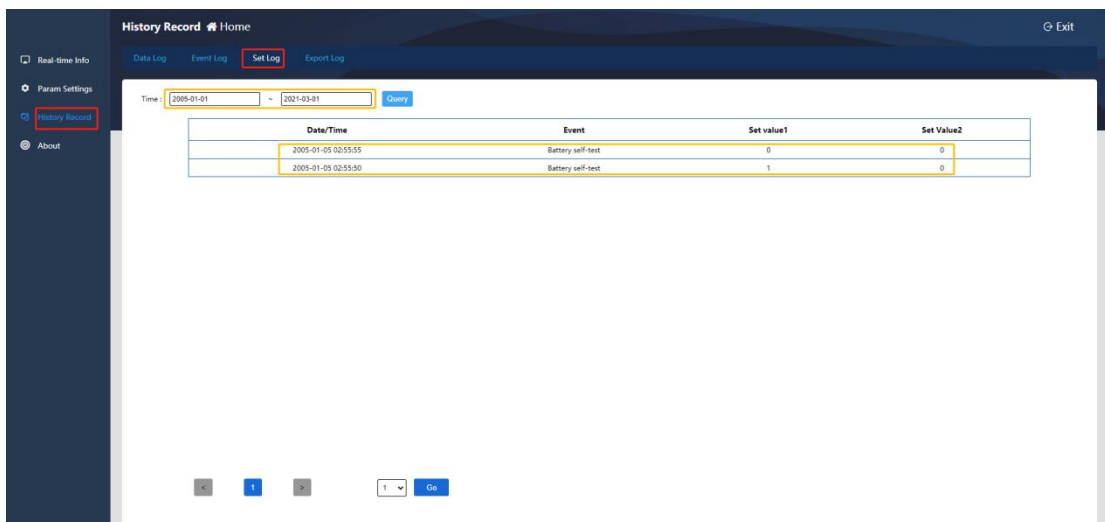 History Record Home
Exit
Real-time Info
Param Settings
History Record
About
Data Log Event Log Set Log Export Log
Time : 2005-01-01 ~ 2021-03-01 Query
Date/Time Event Set value1 Set Value2
2005-01-05 02:55:55 Battery self-test 0 0
2005-01-05 02:55:50 Battery self-test 1 0
< 1 > 1 Go